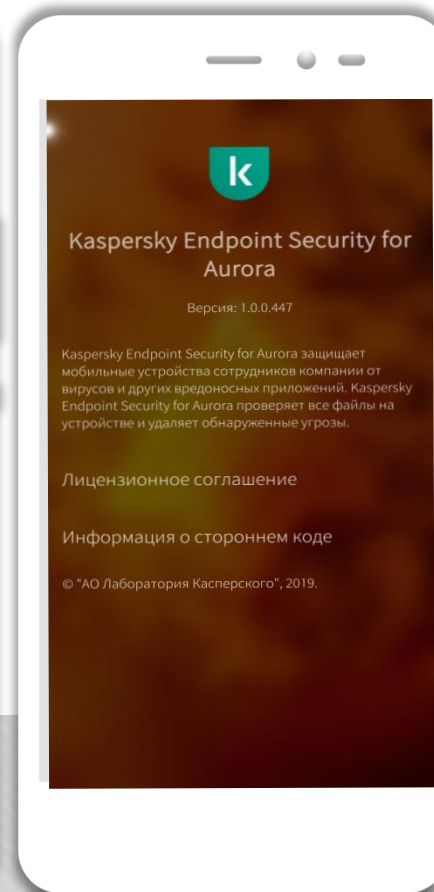 k
Kaspersky Endpoint Security for
Aurora
Версия: 1.0.0.447
Kaspersky Endpoint Security for Aurora защищает
мобильные устройства сотрудников компании от
вирусов и других вредоносных приложений. Kaspersky
Endpoint Security for Aurora проверяет все файлы на
устройстве и удаляет обнаруженные угрозы.
Лицензионное соглашение
Информация о стороннем коде
© "АО Лаборатория Касперского", 2019.